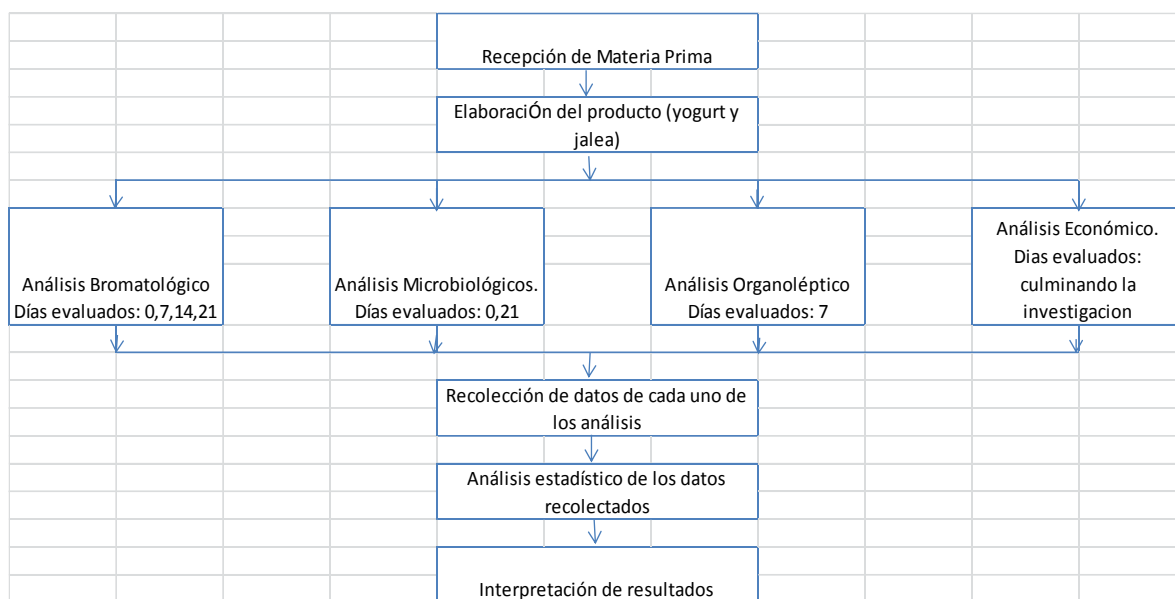 Recepción de Materia Prima
ElaboraciÓn del producto (yogurt y
jalea)
Análisis Bromatológico
Días evaluados: 0,7,14,21
Análisis Microbiológicos.
Días evaluados: 0,21
Análisis Organoléptico
Días evaluados: 7
Análisis Económico.
Dias evaluados:
culminando la
investigacion
Recolección de datos de cada uno de
los análisis
Análisis estadístico de los datos
recolectados
Interpretación de resultados